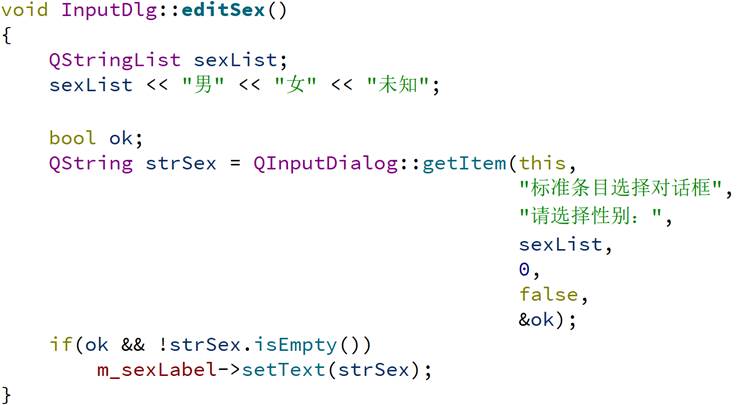 void InputDlg::editSex()
{
    QStringList sexList;
    sexList << "男" << "女" << "未知";

    bool ok;
    QString strSex = QInputDialog::getItem(this,
                                           "标准条目选择对话框",
                                           "请选择性别：",
                                           sexList,
                                           0,
                                           false,
                                           &ok);
    if(ok && !strSex.isEmpty())
        m_sexLabel->setText(strSex);
}